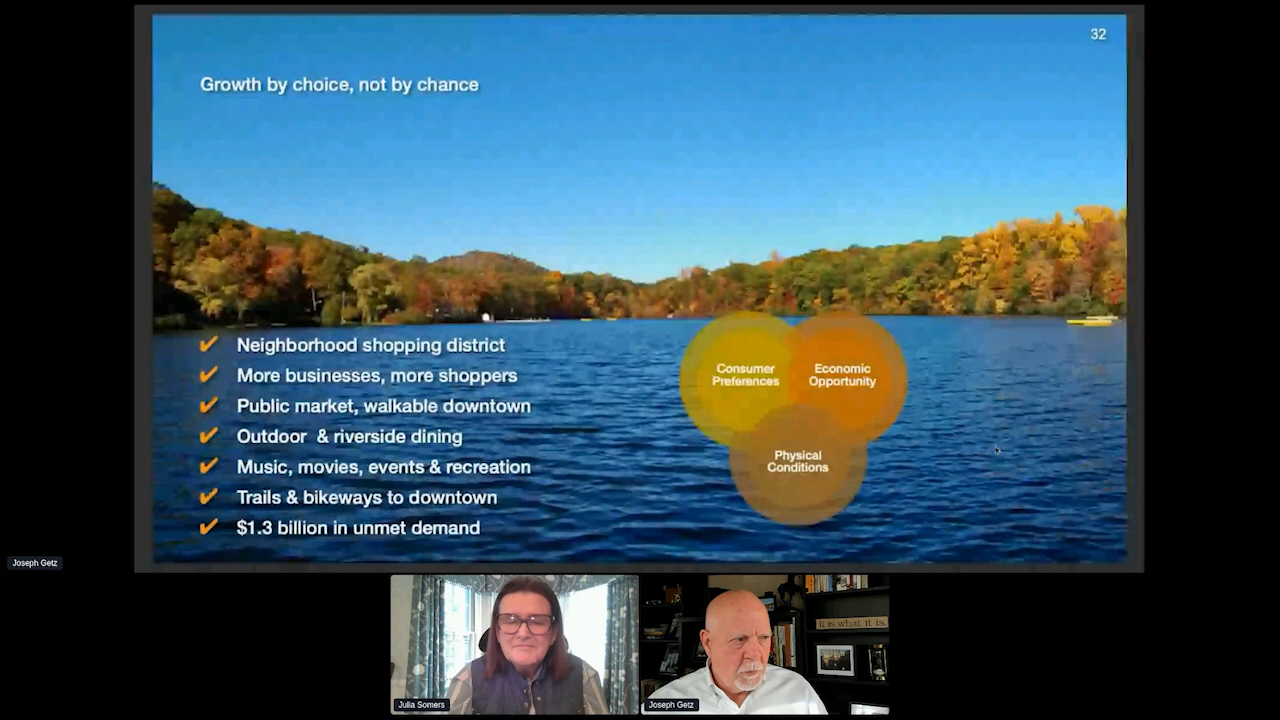 32
Growth by choice, not by chance
✔ Neighborhood shopping district
✔ More businesses, more shoppers
✔ Public market, walkable downtown
✔ Outdoor & riverside dining
✔ Music, movies, events & recreation
✔ Trails & bikeways to downtown
✔ $1.3 billion in unmet demand
Consumer
Preferences
Economic
Opportunity
Physical
Conditions
Joseph Getz
It is what it is.
Julia Somers
Joseph Getz